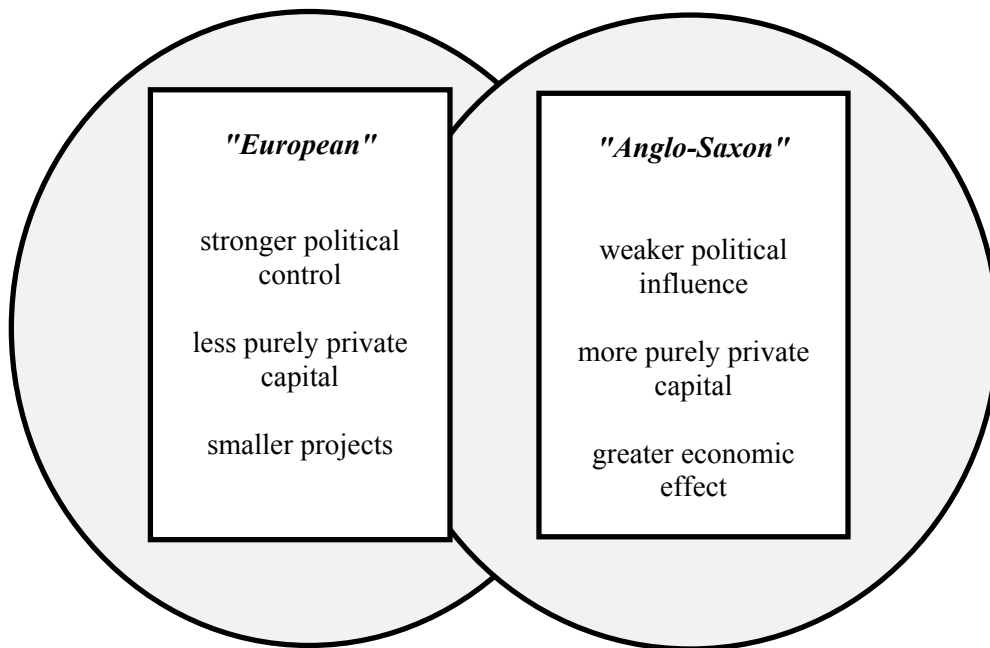 "European"
stronger political
control
less purely private
capital
smaller projects
"Anglo-Saxon"
weaker political
influence
more purely private
capital
greater economic
effect